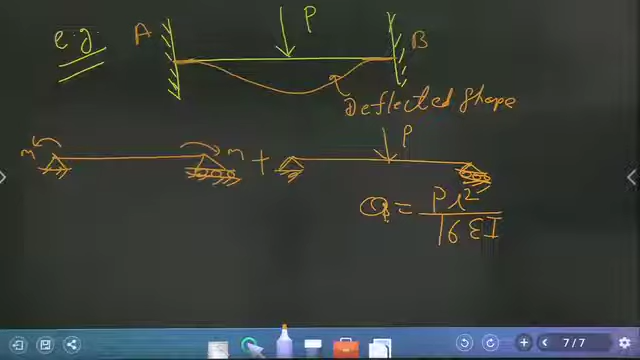 e.g.
A P B
Deflected Shape
m m + P
θ = Pl²/16EI
7/7